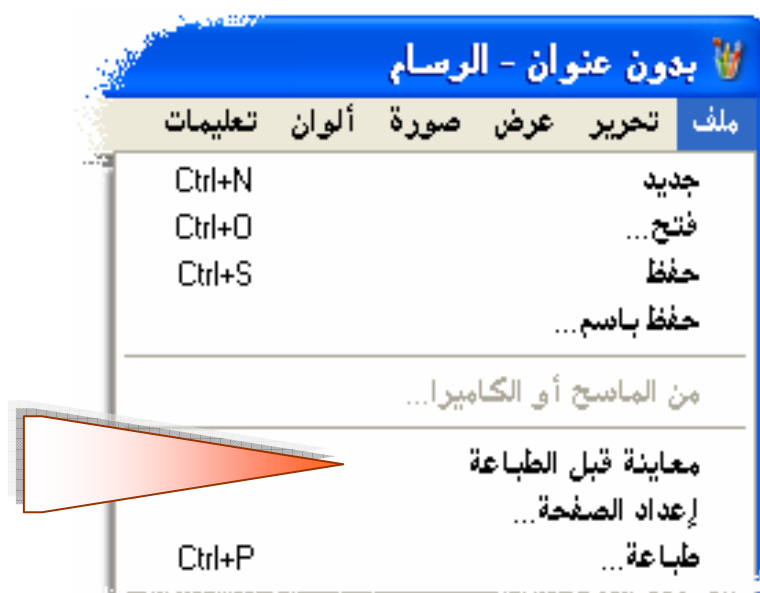 بدون عنوان - الرسام
ملف تحرير عرض صورة ألوان تعليمات
جديد Ctrl+N
فتح... Ctrl+O
حفظ Ctrl+S
حفظ باسم...
من الماسح أو الكاميرا...
معاينة قبل الطباعة
إعداد الصفحة...
طباعة... Ctrl+P